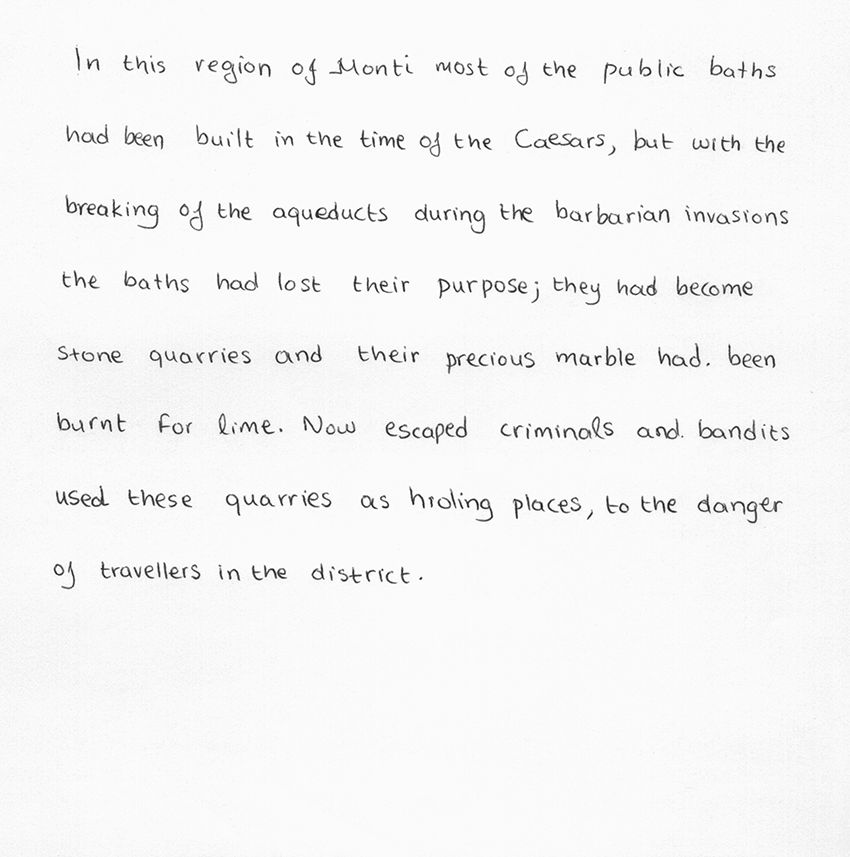 In this region of Monti most of the public baths
had been built in the time of the Caesars, but with the
breaking of the aqueducts during the barbarian invasions
the baths had lost their purpose; they had become
stone quarries and their precious marble had. been
burnt for lime. Now escaped criminals and. bandits
used these quarries as hiding places, to the danger
of travellers in the district.